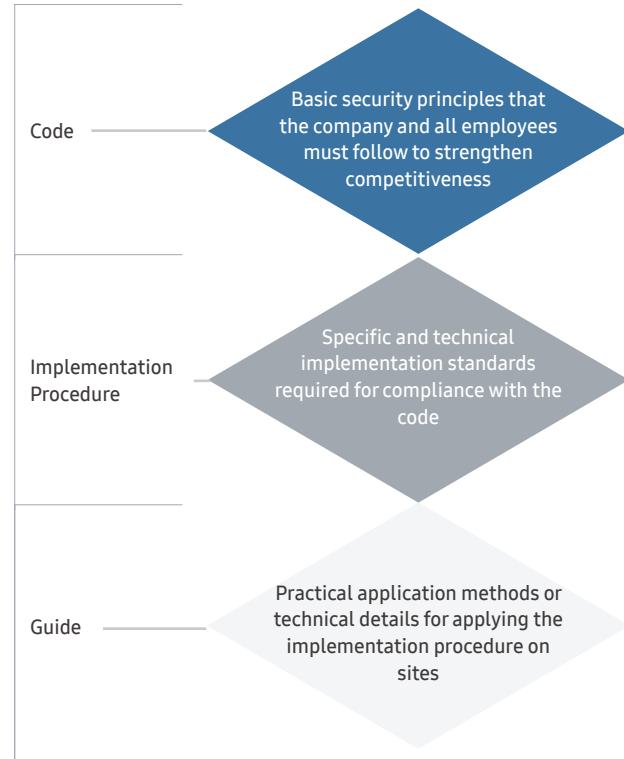 Code
Basic security principles that
the company and all employees
must follow to strengthen
competitiveness
Implementation
Procedure
Specific and technical
implementation standards
required for compliance with the
code
Guide
Practical application methods or
technical details for applying the
implementation procedure on
sites